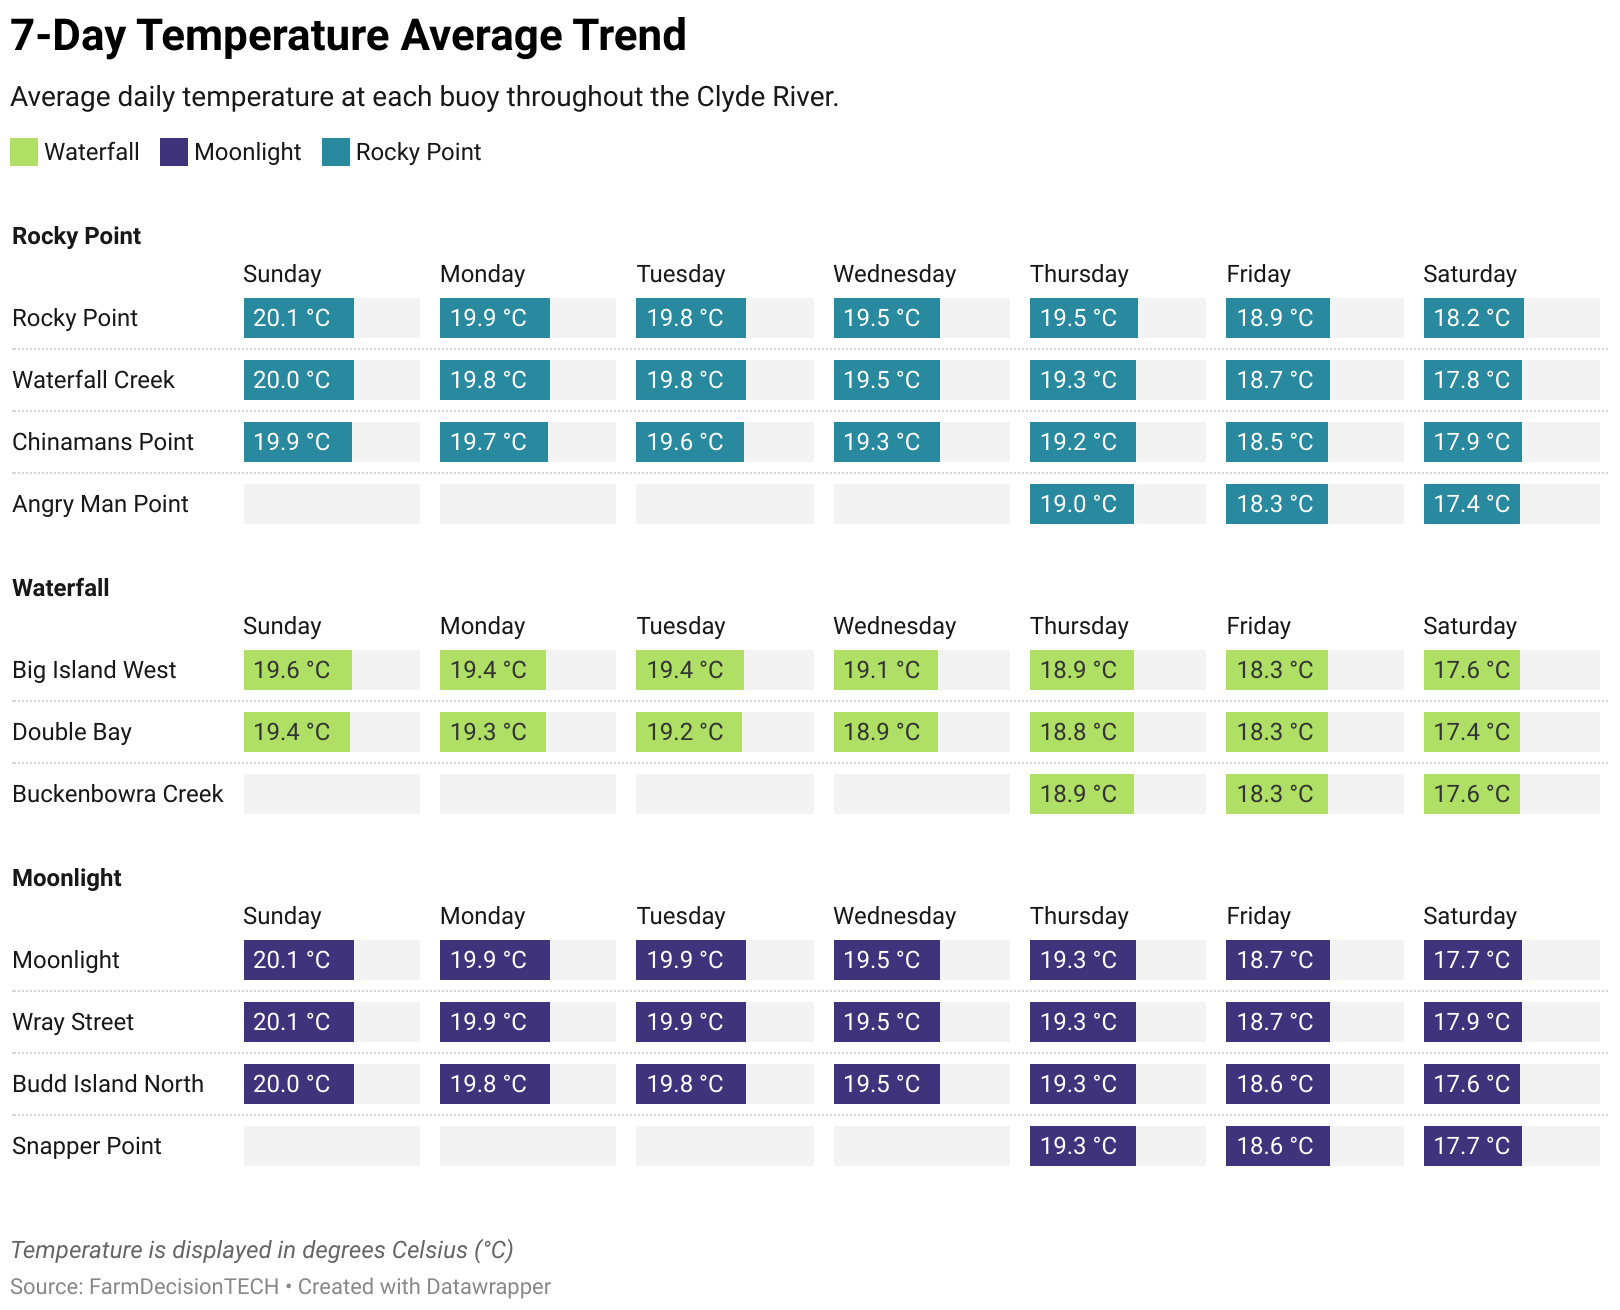 7-Day Temperature Average Trend
Average daily temperature at each buoy throughout the Clyde River.
Waterfall Moonlight Rocky Point
Rocky Point
Sunday Monday Tuesday Wednesday Thursday Friday Saturday
Rocky Point 20.1 °C 19.9 °C 19.8 °C 19.5 °C 19.5 °C 18.9 °C 18.2 °C
Waterfall Creek 20.0 °C 19.8 °C 19.8 °C 19.5 °C 19.3 °C 18.7 °C 17.8 °C
Chinamans Point 19.9 °C 19.7 °C 19.6 °C 19.3 °C 19.2 °C 18.5 °C 17.9 °C
Angry Man Point 19.0 °C 18.3 °C 17.4 °C
Waterfall
Sunday Monday Tuesday Wednesday Thursday Friday Saturday
Big Island West 19.6 °C 19.4 °C 19.4 °C 19.1 °C 18.9 °C 18.3 °C 17.6 °C
Double Bay 19.4 °C 19.3 °C 19.2 °C 18.9 °C 18.8 °C 18.3 °C 17.4 °C
Buckenbowra Creek 18.9 °C 18.3 °C 17.6 °C
Moonlight
Sunday Monday Tuesday Wednesday Thursday Friday Saturday
Moonlight 20.1 °C 19.9 °C 19.9 °C 19.5 °C 19.3 °C 18.7 °C 17.7 °C
Wray Street 20.1 °C 19.9 °C 19.9 °C 19.5 °C 19.3 °C 18.7 °C 17.9 °C
Budd Island North 20.0 °C 19.8 °C 19.8 °C 19.5 °C 19.3 °C 18.6 °C 17.6 °C
Snapper Point 19.3 °C 18.6 °C 17.7 °C
Temperature is displayed in degrees Celsius (°C)
Source: FarmDecisionTECH • Created with Datawrapper